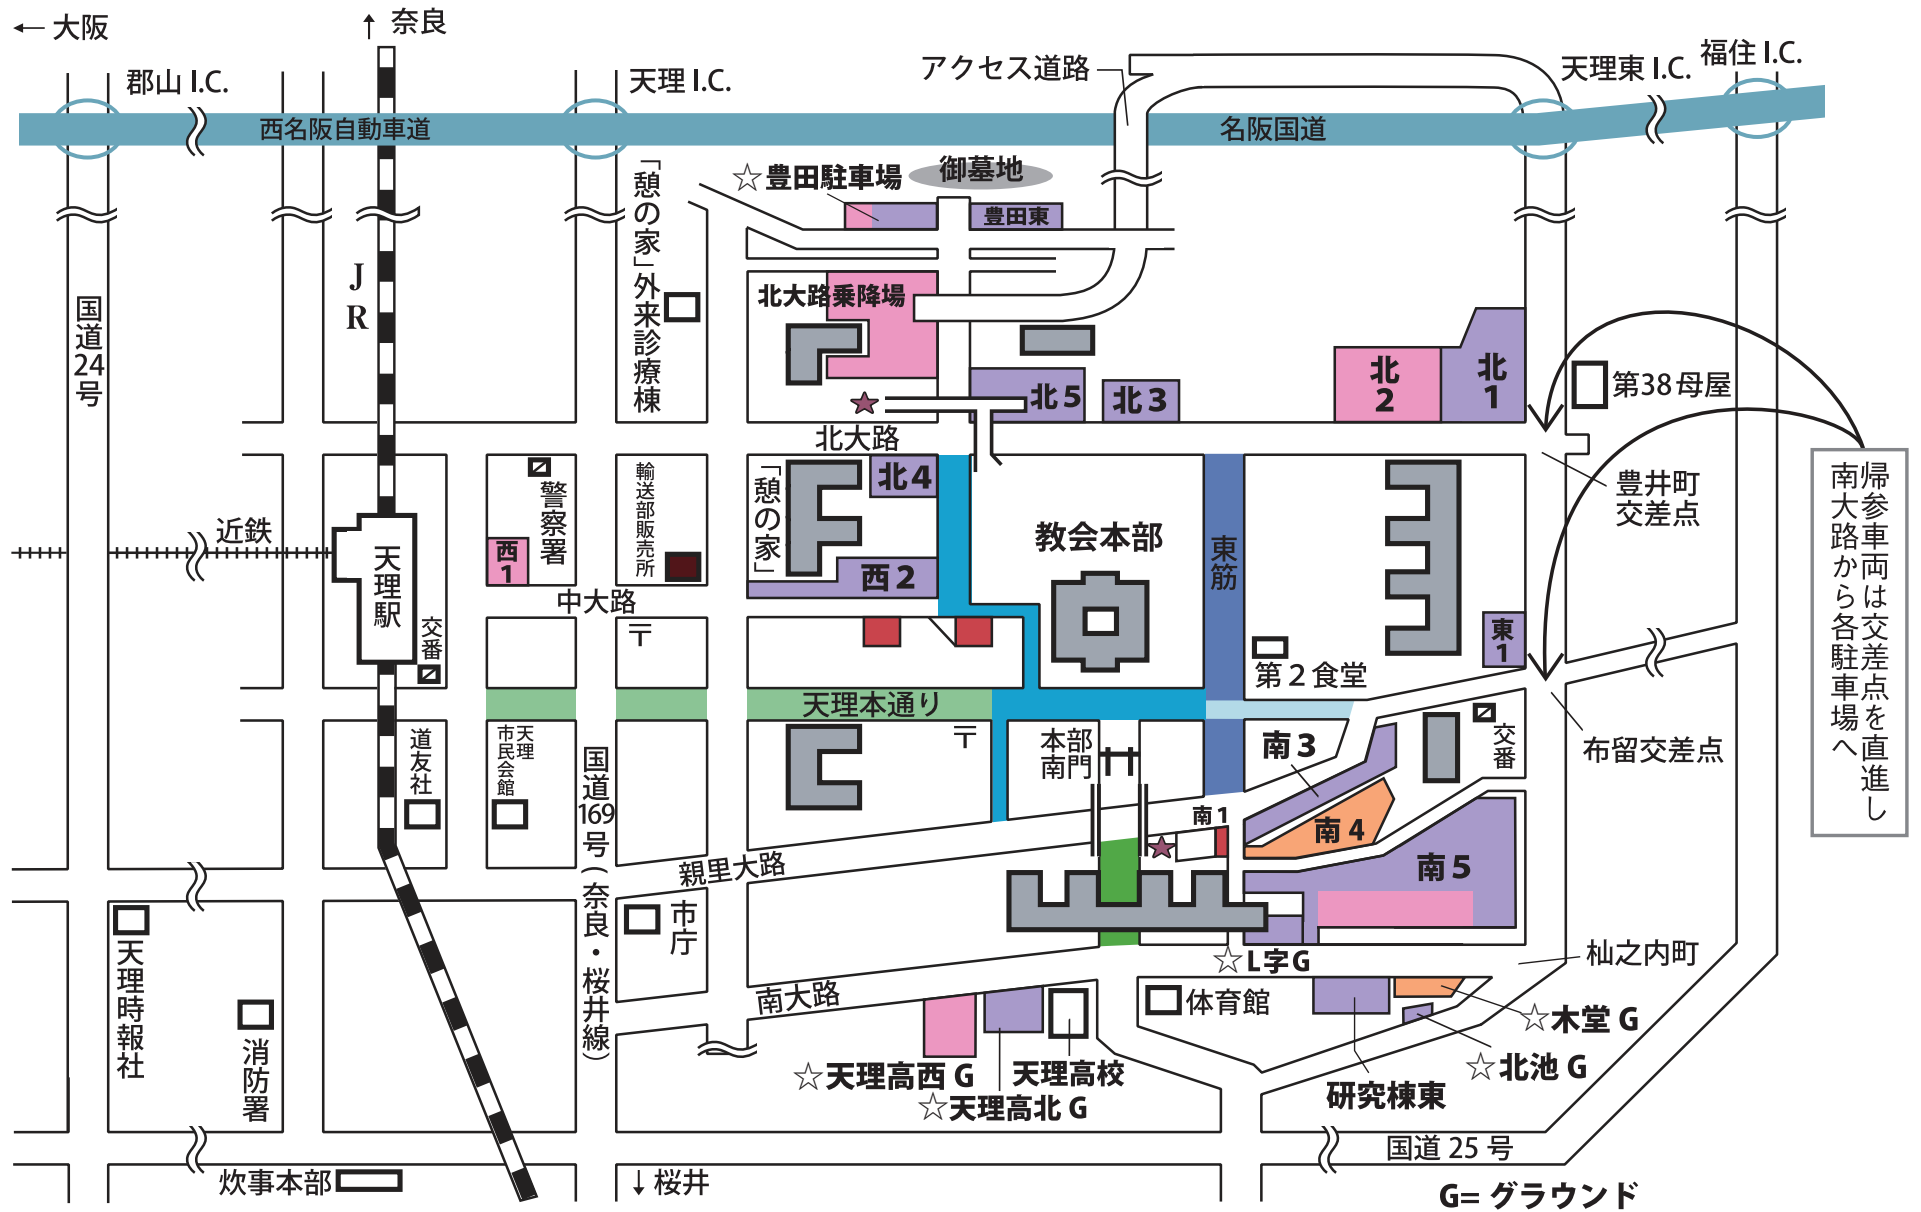 ← 大阪
↑ 奈良
郡山 I.C.
天理 I.C.
アクセス道路
天理東 I.C.
福住 I.C.
西名阪自動車道
名阪国道
☆豊田駐車場
御墓地
豊田東
「憩の家」外来診療棟
国道24号
JR
北大路乗降場
北5
北3
北2
北1
第38母屋
北大路
豊井町
交差点
帰参車両は交差点を直進し
南大路から各駐車場へ
近鉄
天理駅
交番
警察署
西1
輸送部販売所
「憩の家」
北4
西2
教会本部
東筋
東1
中大路
〒
第2食堂
天理本通り
道友社
天理
市民会館
国道169号(奈良・桜井線)
〒
本部
南門
南3
交番
布留交差点
南1
南4
南5
親里大路
市庁
天理時報社
消防署
南大路
☆L字G
杣之内町
体育館
☆木堂 G
☆北池 G
研究棟東
☆天理高西 G
天理高校
☆天理高北 G
国道 25 号
炊事本部
↓桜井
G= グラウンド